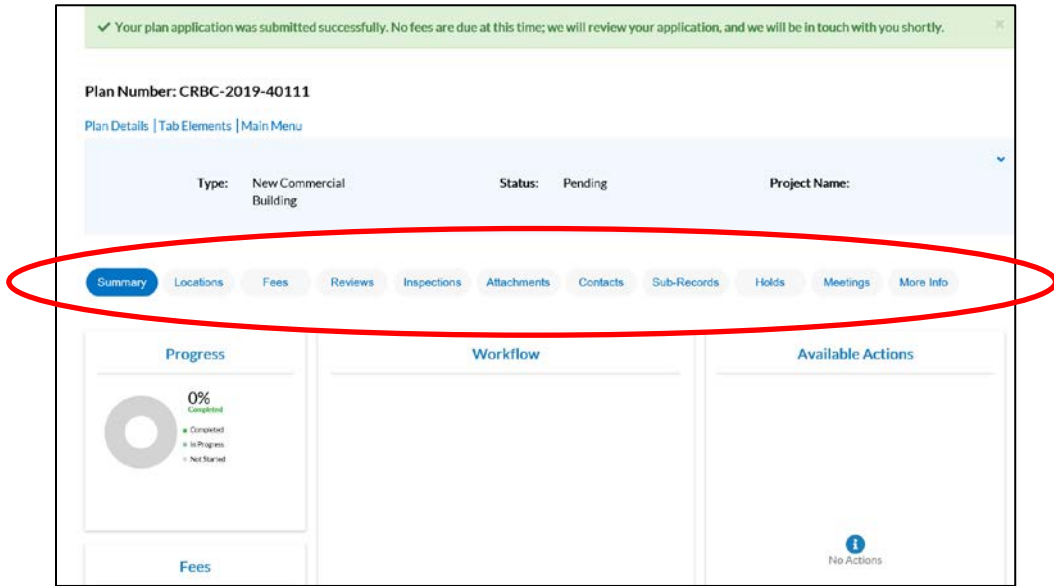 ✓ Your plan application was submitted successfully. No fees are due at this time; we will review your application, and we will be in touch with you shortly. ×
Plan Number: CRBC-2019-40111
Plan Details | Tab Elements | Main Menu
Type: New Commercial Status: Pending Project Name:
Building
Summary Locations Fees Reviews Inspections Attachments Contacts Sub-Records Holds Meetings More Info
Progress Workflow Available Actions
0%
Completed
Completed
In Progress
Not Started
No Actions
Fees